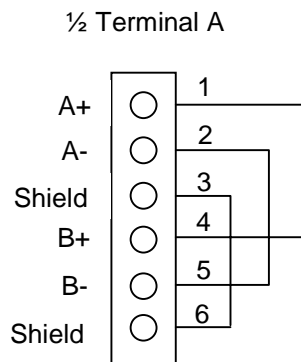 ½ Terminal A
A+ 1
A- 2
Shield 3
B+ 4
B- 5
Shield 6